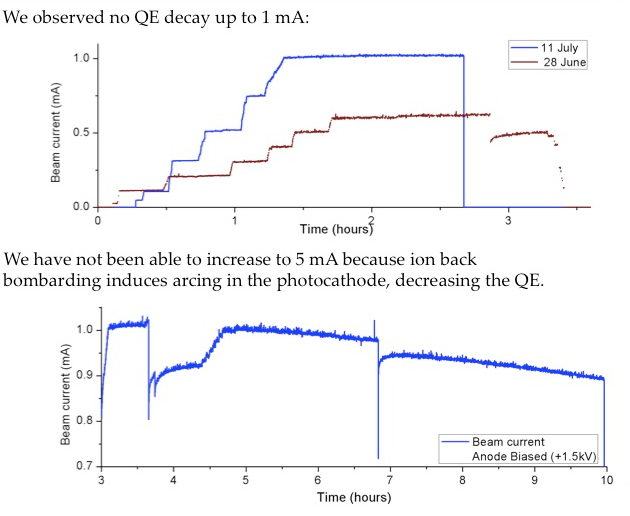 We observed no QE decay up to 1 mA:
1.0
0.5
0.0
Beam current (mA)
11 July
28 June
0
1
2
3
Time (hours)
We have not been able to increase to 5 mA because ion back
bombarding induces arcing in the photocathode, decreasing the QE.
1.0
0.9
0.8
0.7
Beam current (mA)
Beam current
Anode Biased (+1.5kV)
3
4
5
6
7
8
9
10
Time (hours)